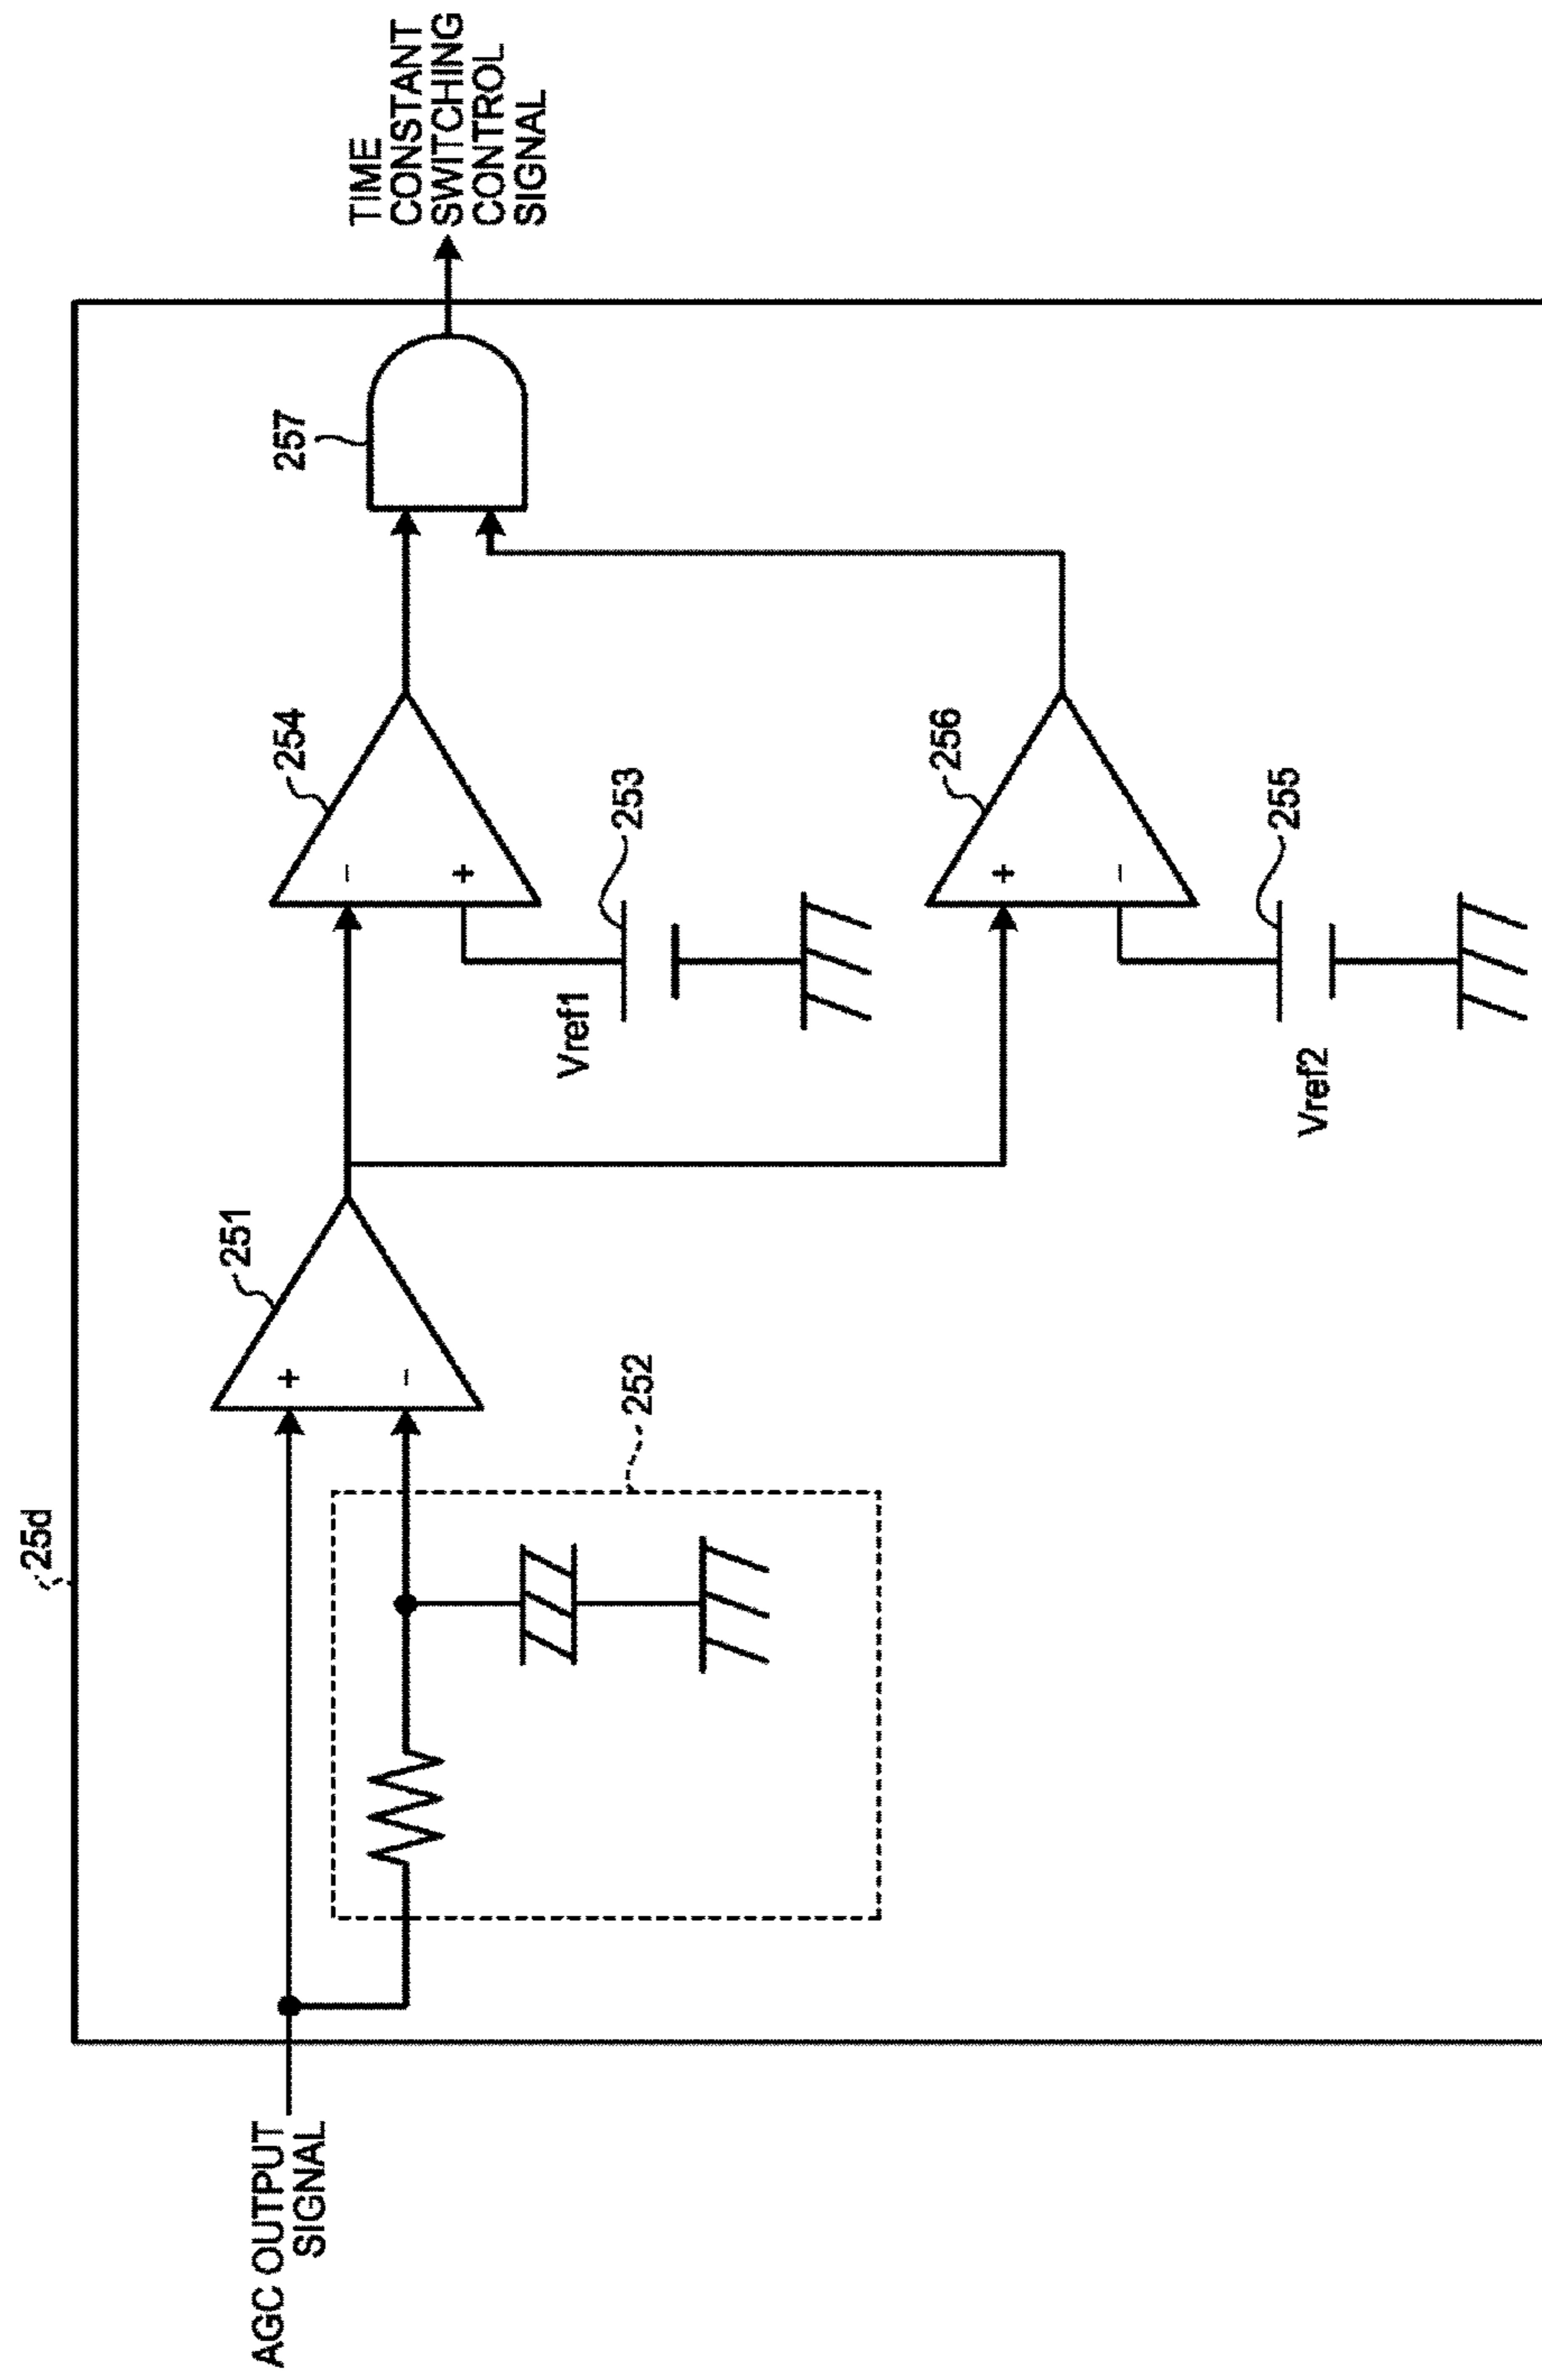 25d
AGC OUTPUT
SIGNAL
+
−
251
252
−
+
254
Vref1
253
+
−
256
Vref2
255
257
TIME
CONSTANT
SWITCHING
CONTROL
SIGNAL